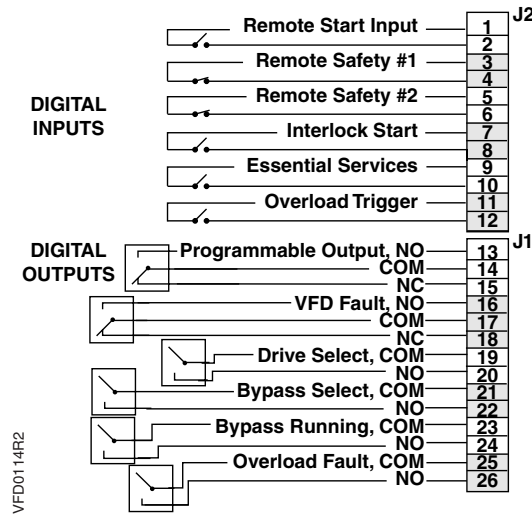 J2
Remote Start Input 1
2
Remote Safety #1 3
4
DIGITAL INPUTS
Remote Safety #2 5
6
Interlock Start 7
8
Essential Services 9
10
Overload Trigger 11
12
DIGITAL OUTPUTS
J1
Programmable Output, NO 13
COM 14
NC 15
VFD Fault, NO 16
COM 17
NC 18
Drive Select, COM 19
NO 20
Bypass Select, COM 21
NO 22
Bypass Running, COM 23
NO 24
Overload Fault, COM 25
NO 26
VFD0114R2